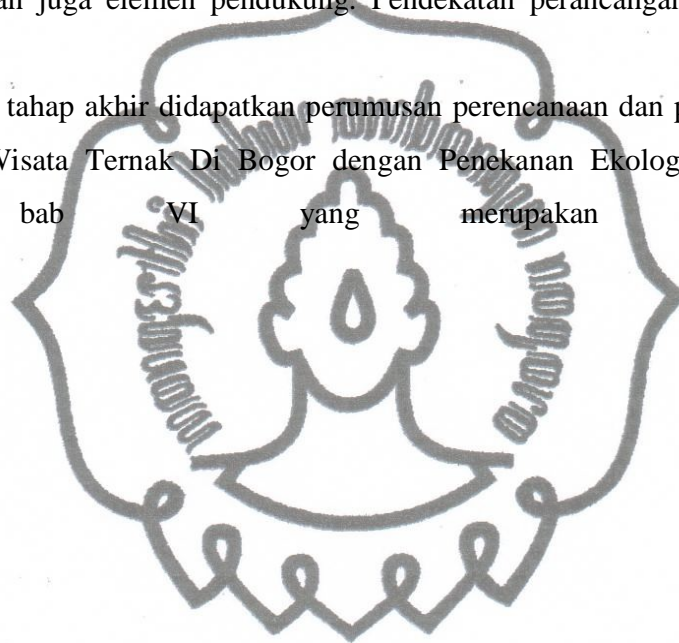 an juga elemen pendukung. Pendekatan perancangan
tahap akhir didapatkan perumusan perencanaan dan p
Wisata Ternak Di Bogor dengan Penekanan Ekolog
bab VI yang merupakan